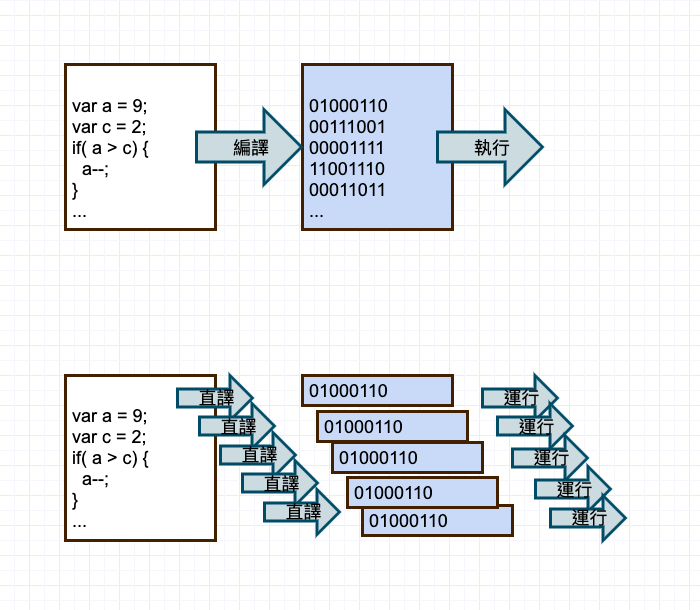 var a = 9;
var c = 2;
if( a > c) {
a--;
}
...
編譯
01000110
00111001
00001111
11001110
00011011
...
執行
var a = 9;
var c = 2;
if( a > c) {
a--;
}
...
直譯
直譯
直譯
直譯
直譯
01000110
01000110
01000110
01000110
01000110
運行
運行
運行
運行
運行